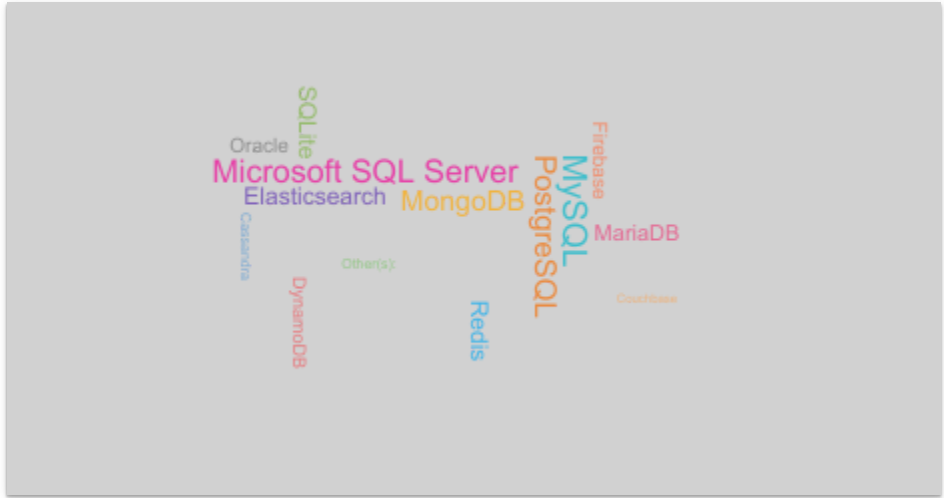 SQLite
Oracle
Firebase
Microsoft SQL Server
PostgreSQL
MySQL
Elasticsearch
MongoDB
Cassandra
MariaDB
Other(s):
DynamoDB
Couchbase
Redis